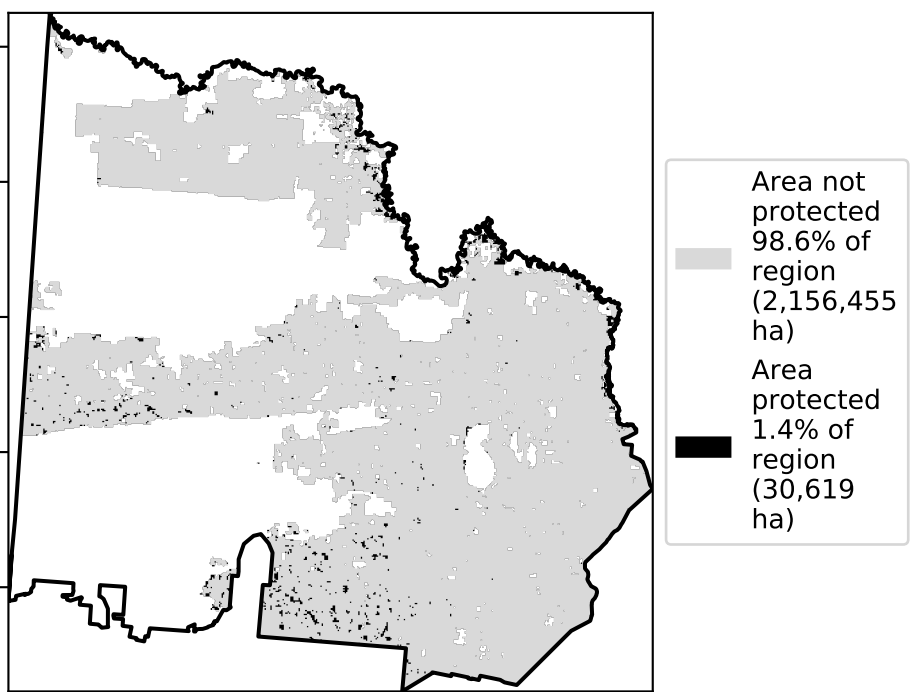 Area not
protected
98.6% of
region
(2,156,455
ha)
Area
protected
1.4% of
region
(30,619
ha)